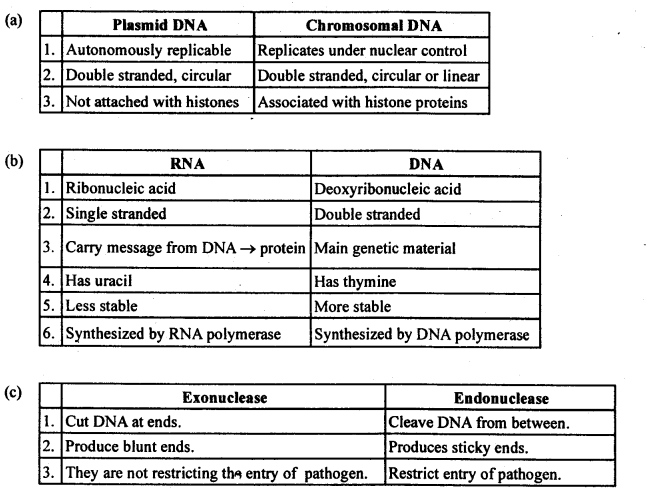 (a)
Plasmid DNA Chromosomal DNA
1. Autonomously replicable Replicates under nuclear control
2. Double stranded, circular Double stranded, circular or linear
3. Not attached with histones Associated with histone proteins
(b)
RNA DNA
1. Ribonucleic acid Deoxyribonucleic acid
2. Single stranded Double stranded
3. Carry message from DNA → protein Main genetic material
4. Has uracil Has thymine
5. Less stable More stable
6. Synthesized by RNA polymerase Synthesized by DNA polymerase
(c)
Exonuclease Endonuclease
1. Cut DNA at ends. Cleave DNA from between.
2. Produce blunt ends. Produces sticky ends.
3. They are not restricting the entry of pathogen. Restrict entry of pathogen.